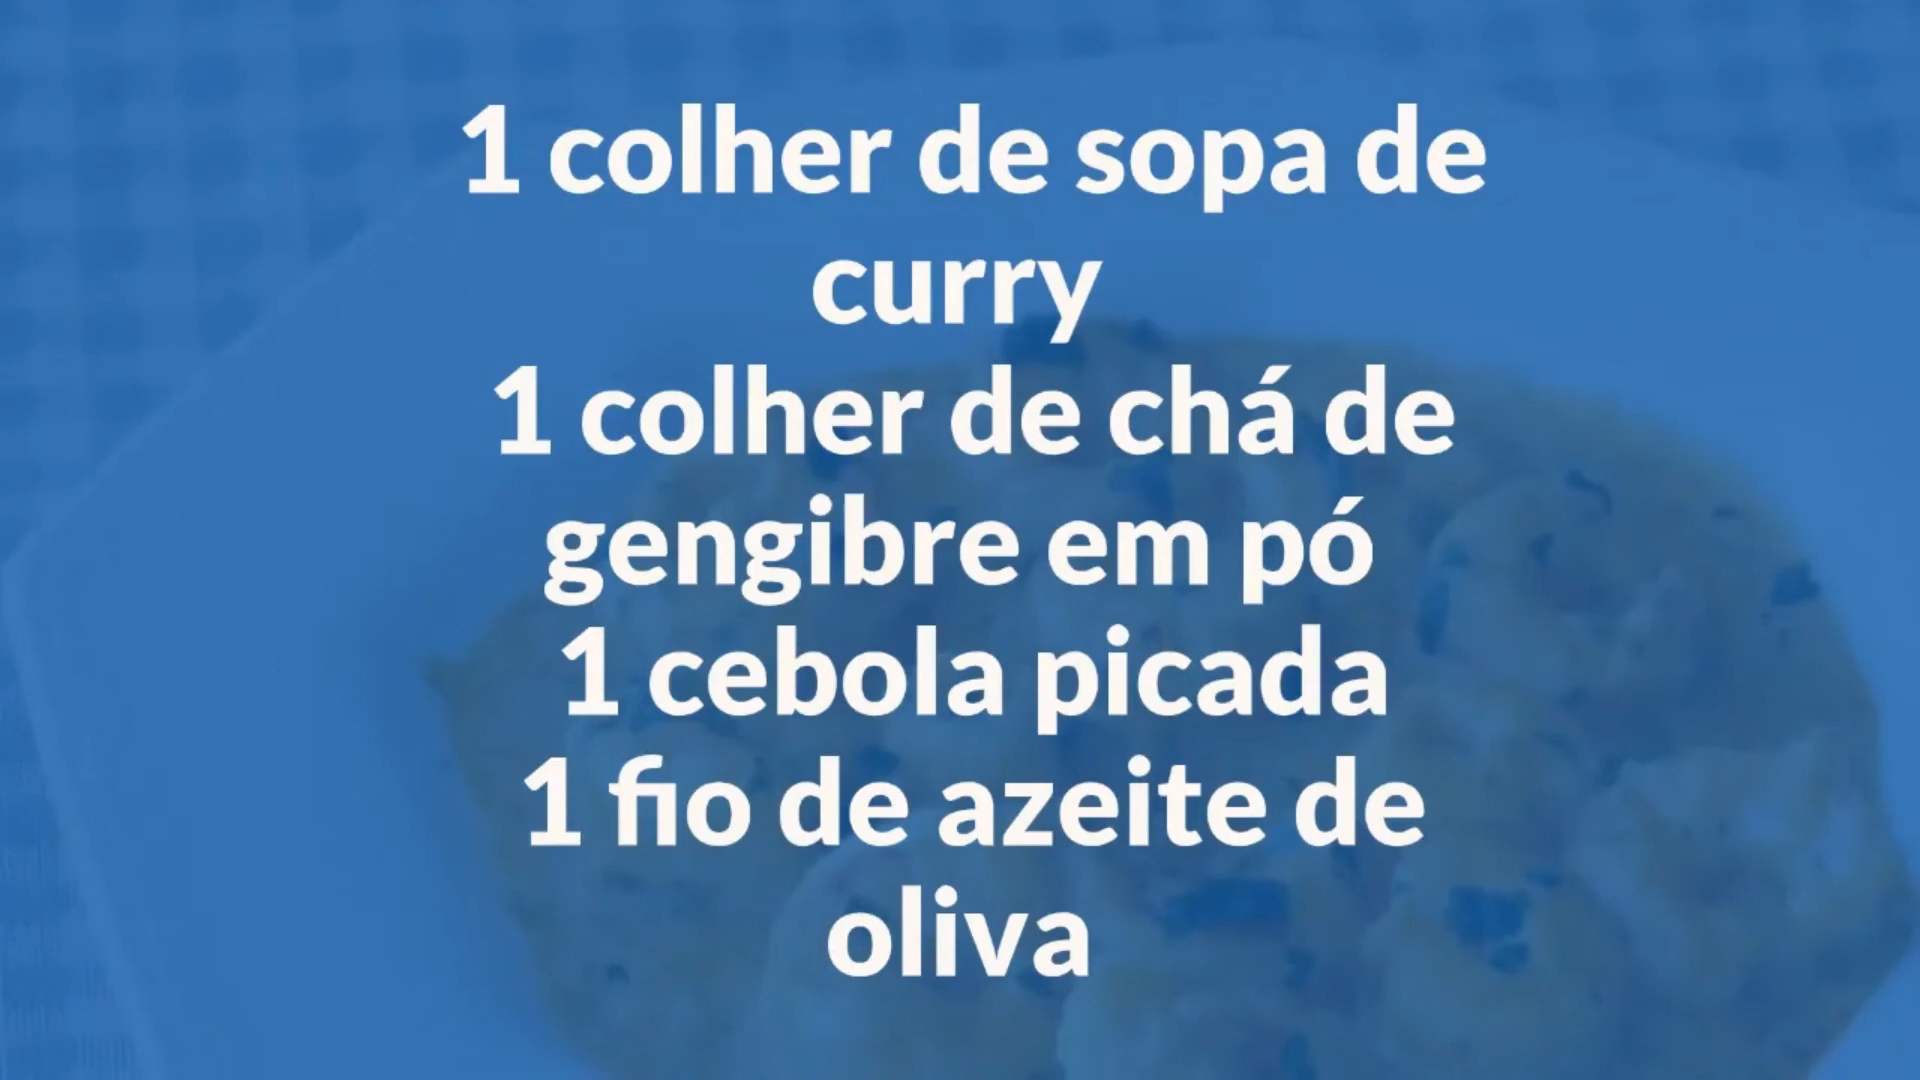 1 colher de sopa de
curry
1 colher de chá de
gengibre em pó
1 cebola picada
1 fio de azeite de
oliva